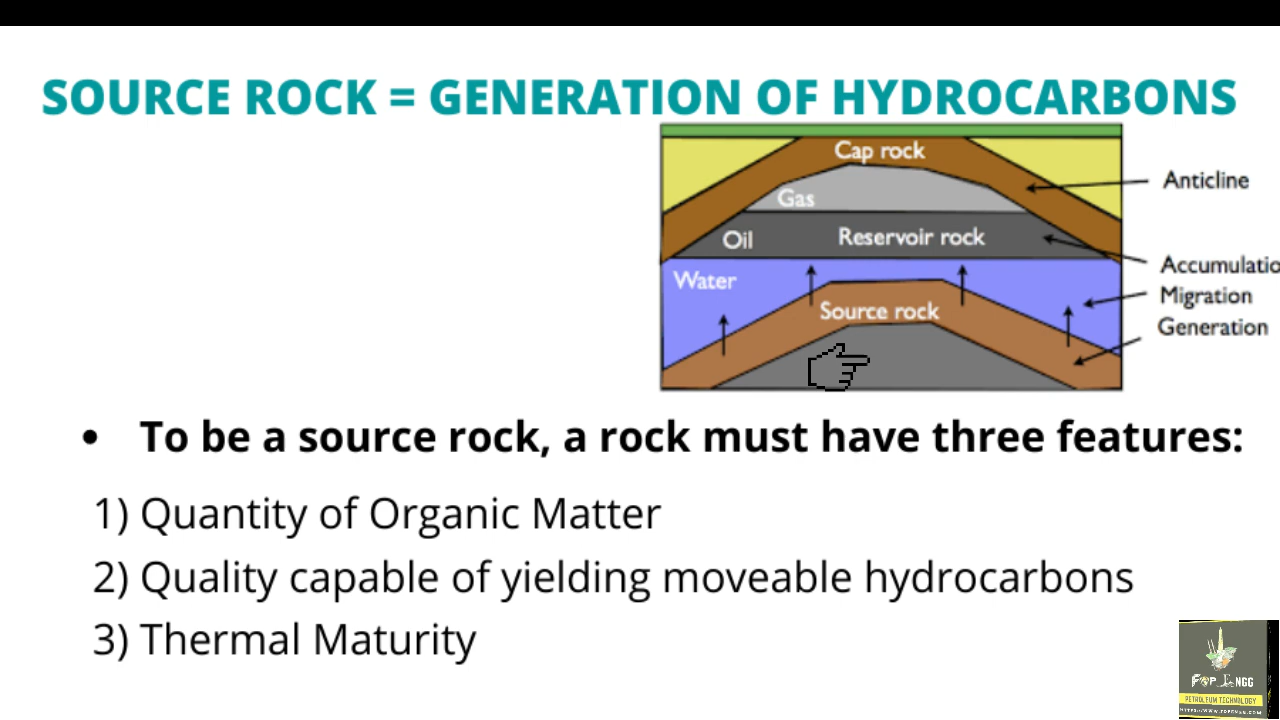 SOURCE ROCK = GENERATION OF HYDROCARBONS
Cap rock
Anticline
Gas
Oil
Reservoir rock
Accumulatio
Water
Migration
Source rock
Generation
• To be a source rock, a rock must have three features:
1) Quantity of Organic Matter
2) Quality capable of yielding moveable hydrocarbons
3) Thermal Maturity
PETROLEUM TECHNOLOGY